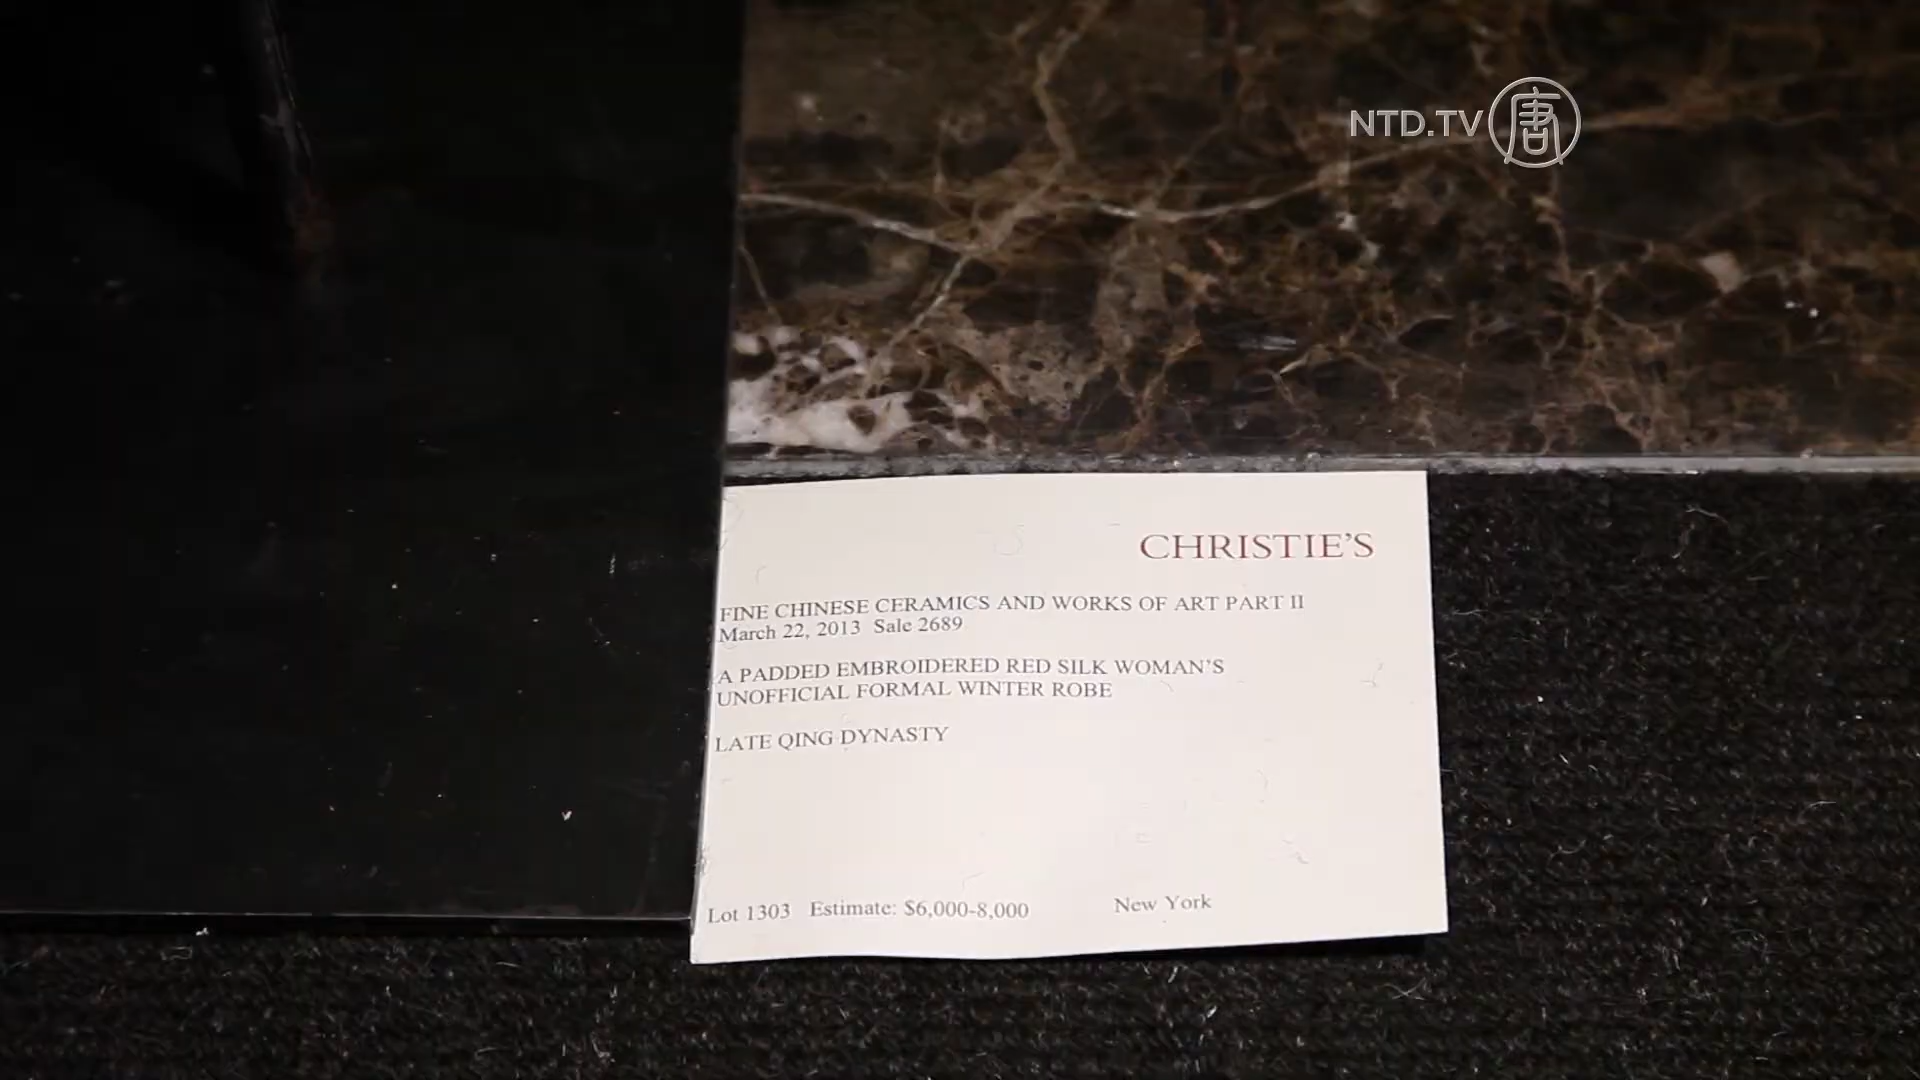 NTD.TV 唐
CHRISTIE'S
FINE CHINESE CERAMICS AND WORKS OF ART PART II
March 22, 2013 Sale 2689
A PADDED EMBROIDERED RED SILK WOMAN'S
UNOFFICIAL FORMAL WINTER ROBE
LATE QING DYNASTY
Lot 1303 Estimate: $6,000-8,000 New York